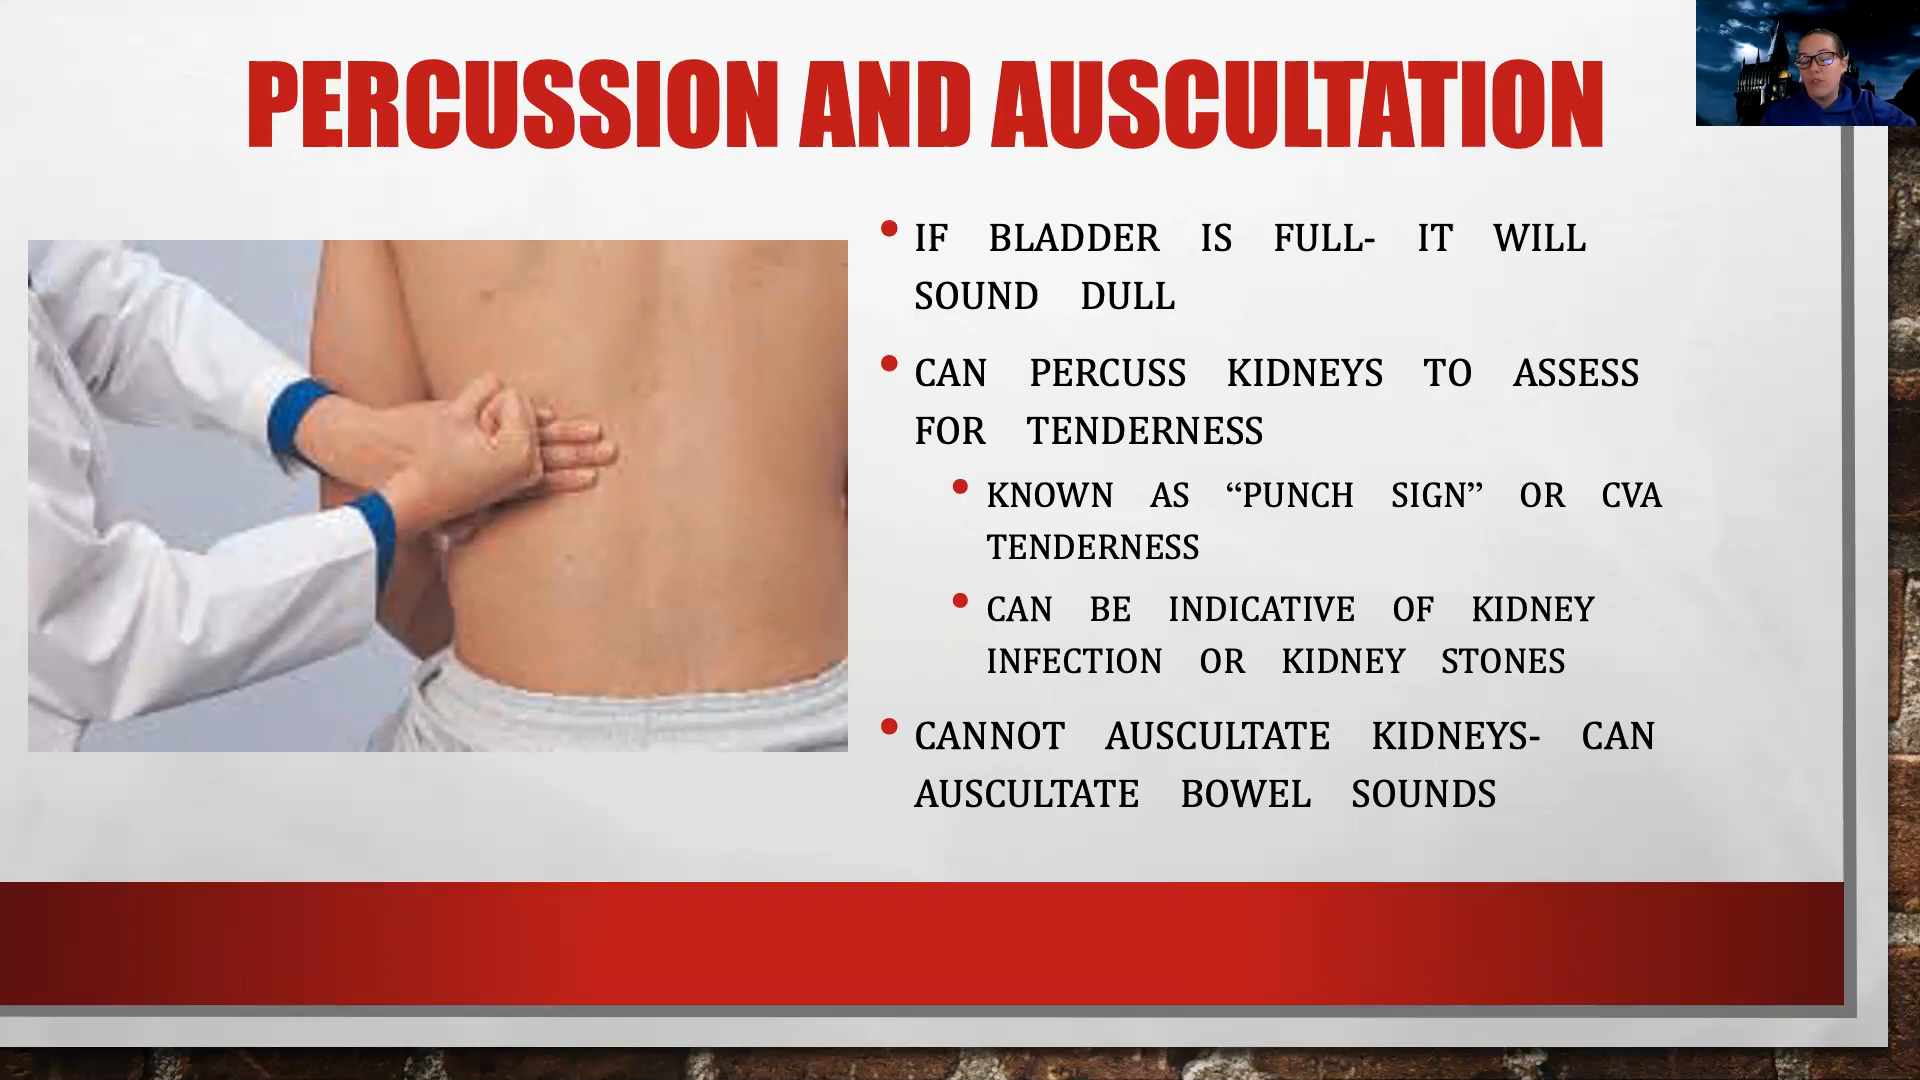 PERCUSSION AND AUSCULTATION
IF BLADDER IS FULL- IT WILL
SOUND DULL
CAN PERCUSS KIDNEYS TO ASSESS
FOR TENDERNESS
KNOWN AS “PUNCH SIGN” OR CVA
TENDERNESS
CAN BE INDICATIVE OF KIDNEY
INFECTION OR KIDNEY STONES
CANNOT AUSCULTATE KIDNEYS- CAN
AUSCULTATE BOWEL SOUNDS